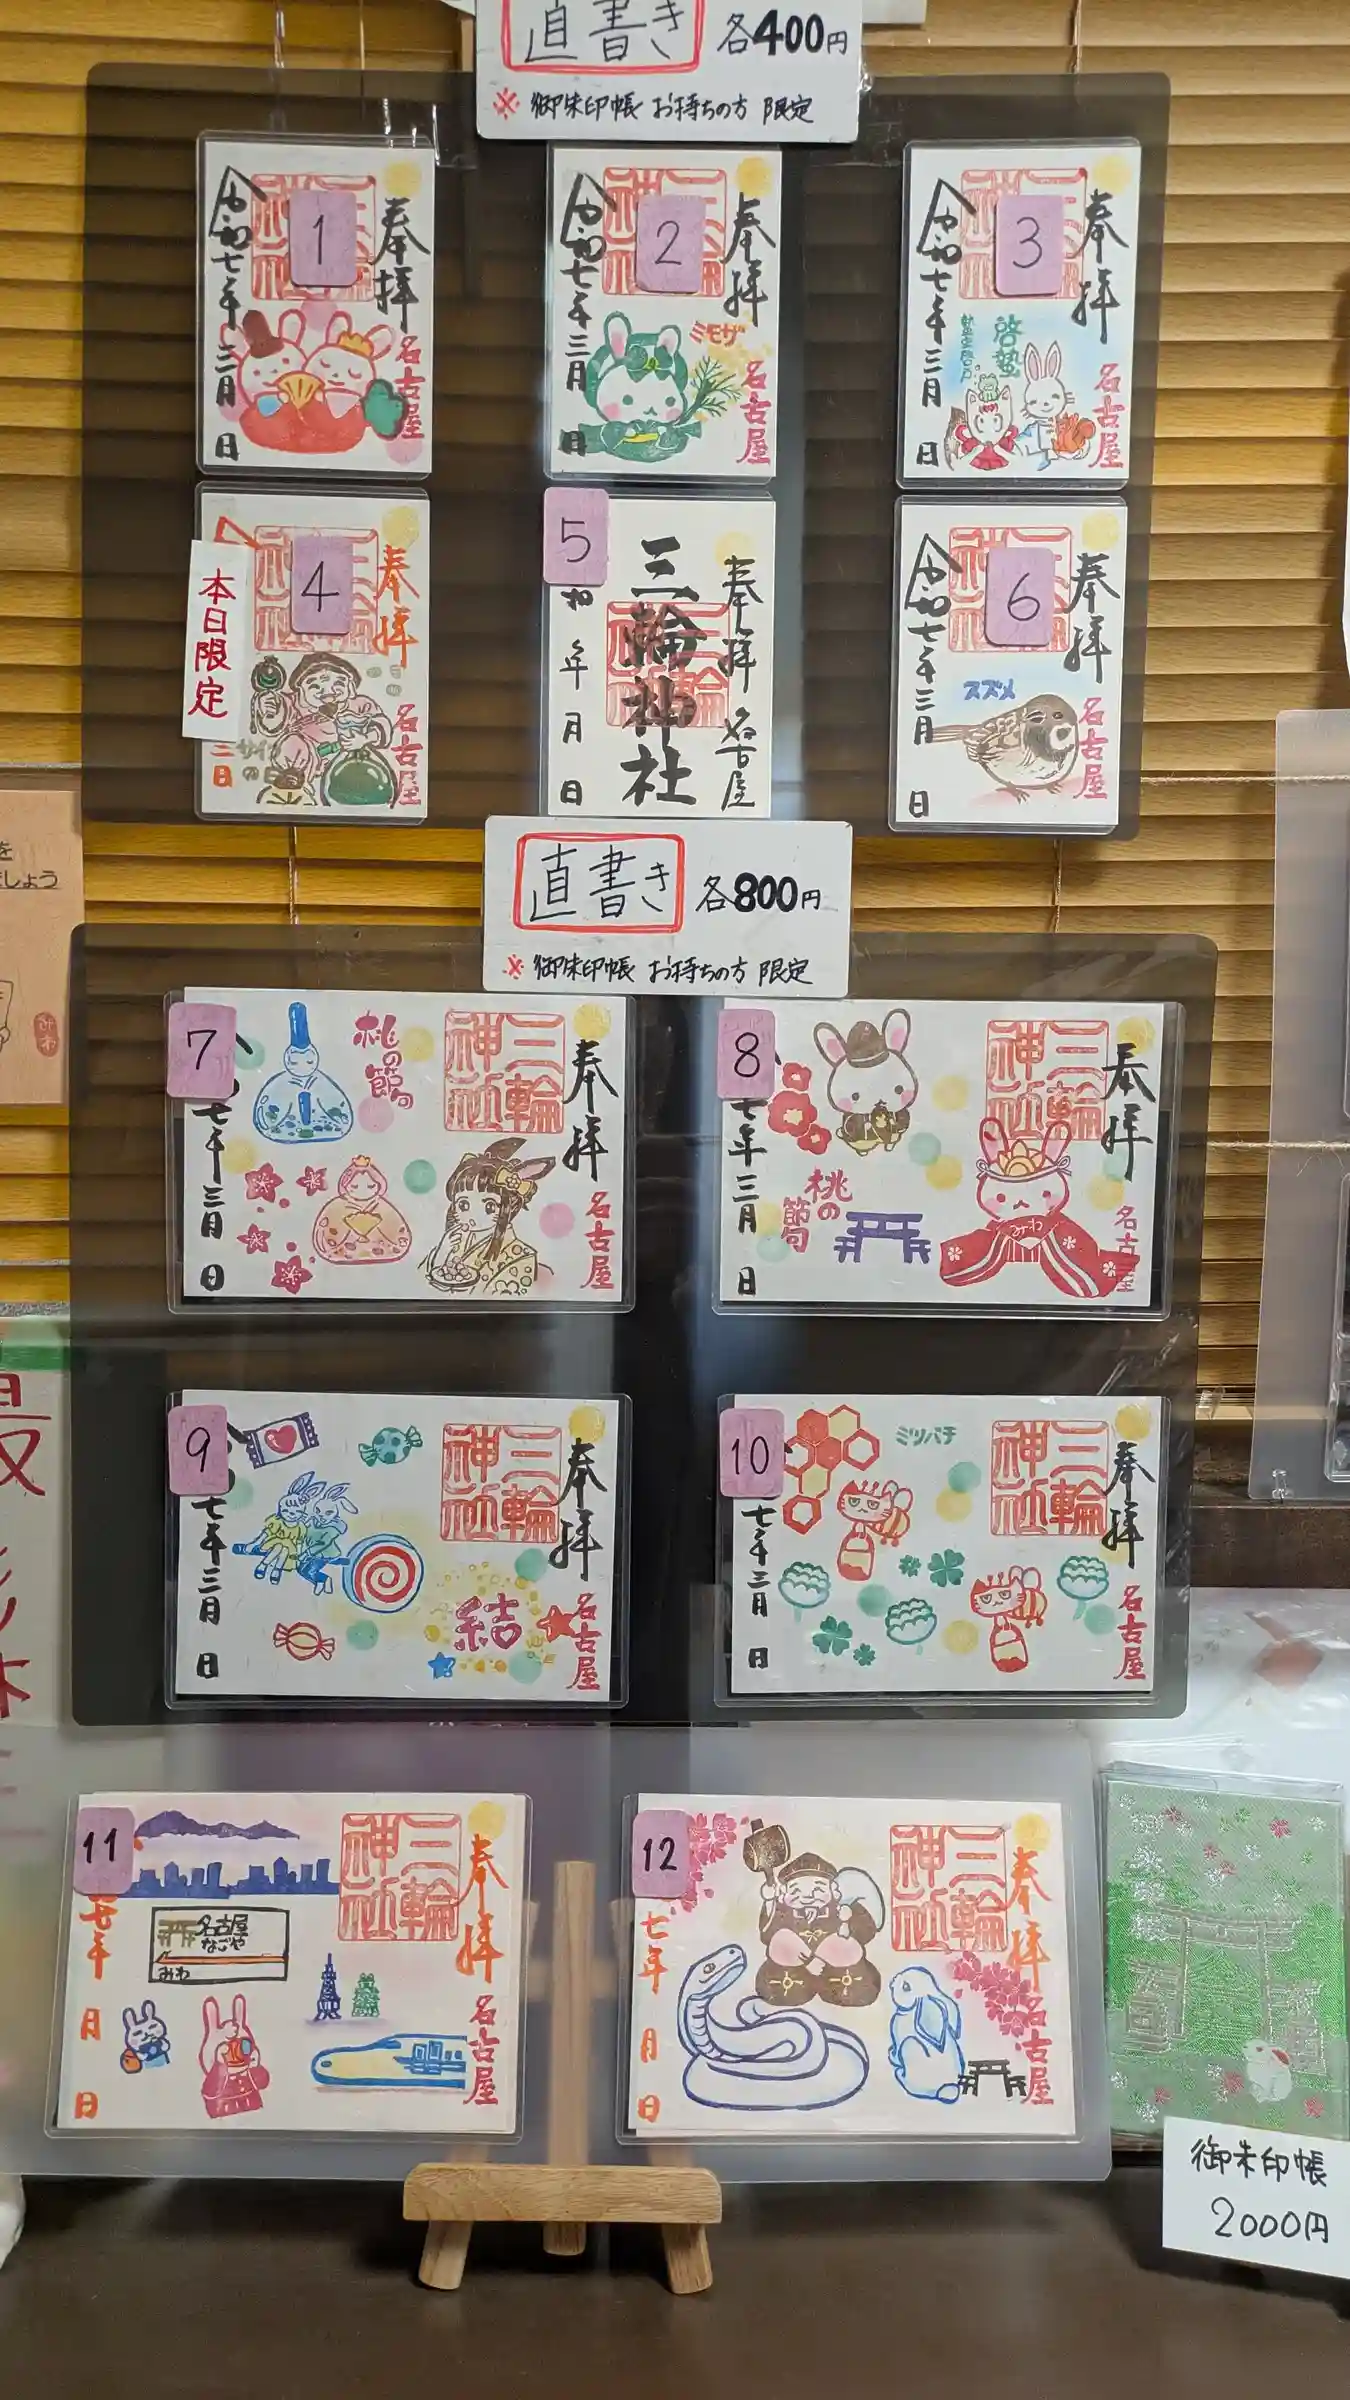 直書き 各400円
※ 御朱印帳 お持ちの方 限定
1
奉拝
令和七年三月
日
名古屋
2
奉拝
ミモザ
令和七年三月
日
名古屋
3
奉拝
啓蟄
令和七年三月
日
名古屋
4
奉拝
本日限定
名古屋
5
奉拝
三輪神社
年
月
日
名古屋
6
奉拝
スズメ
令和七年三月
日
名古屋
直書き 各800円
※ 御朱印帳 お持ちの方 限定
7
奉拝
三輪神社
桃の節句
七年三月
日
名古屋
8
奉拝
三輪神社
桃の節句
みわ
七年三月
日
名古屋
9
奉拝
三輪神社
結
七年三月
日
名古屋
10
奉拝
三輪神社
ミツバチ
七年三月
日
名古屋
11
奉拝
三輪神社
名古屋
なごや
みわ
七年
月
日
名古屋
12
奉拝
三輪神社
七年
月
日
名古屋
御朱印帳
2000円